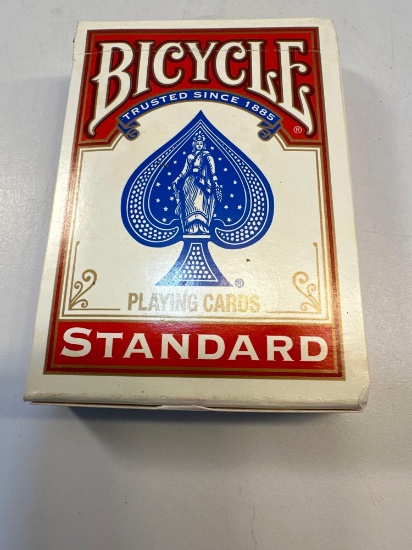 BICYCLE
®
TRUSTED SINCE 1885
®
PLAYING CARDS
STANDARD